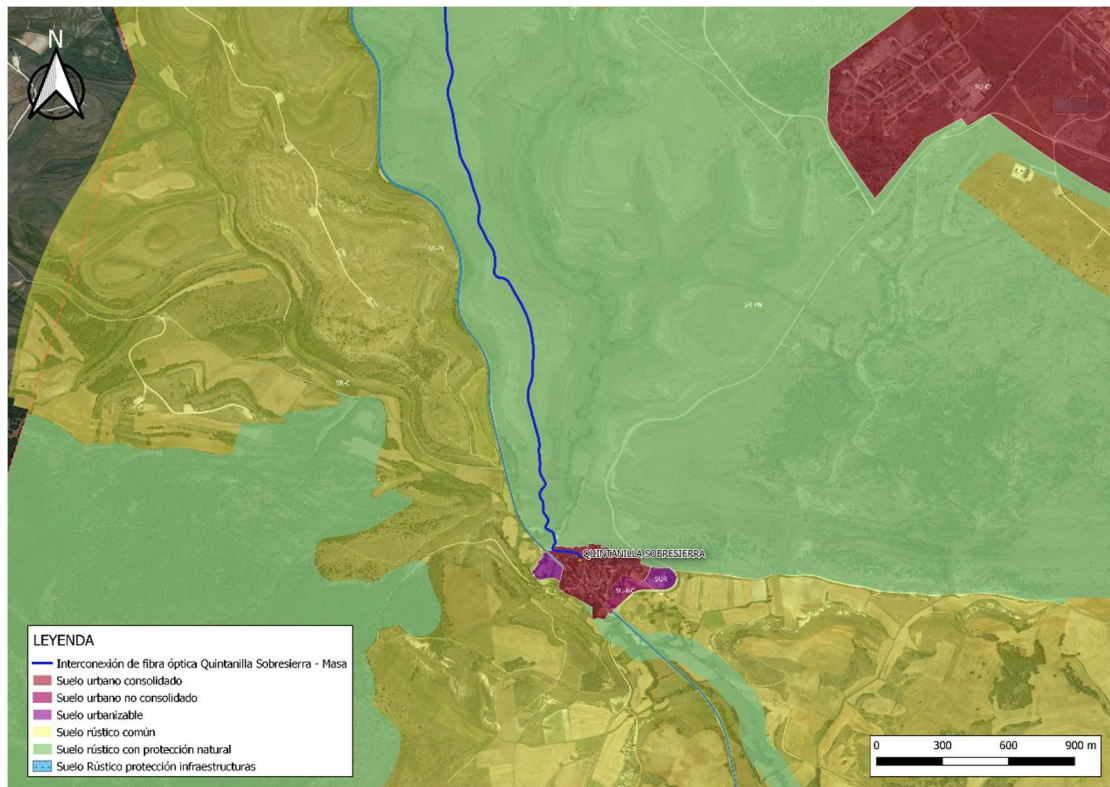 N
SU-C
SR-PI
SR-PN
SR-C
QUINTANILLA SOBRESIERRA
SUR
SU-NC
LEYENDA
Interconexión de fibra óptica Quintanilla Sobresierra - Masa
Suelo urbano consolidado
Suelo urbano no consolidado
Suelo urbanizable
Suelo rústico común
Suelo rústico con protección natural
Suelo Rústico protección infraestructuras
0 300 600 900 m